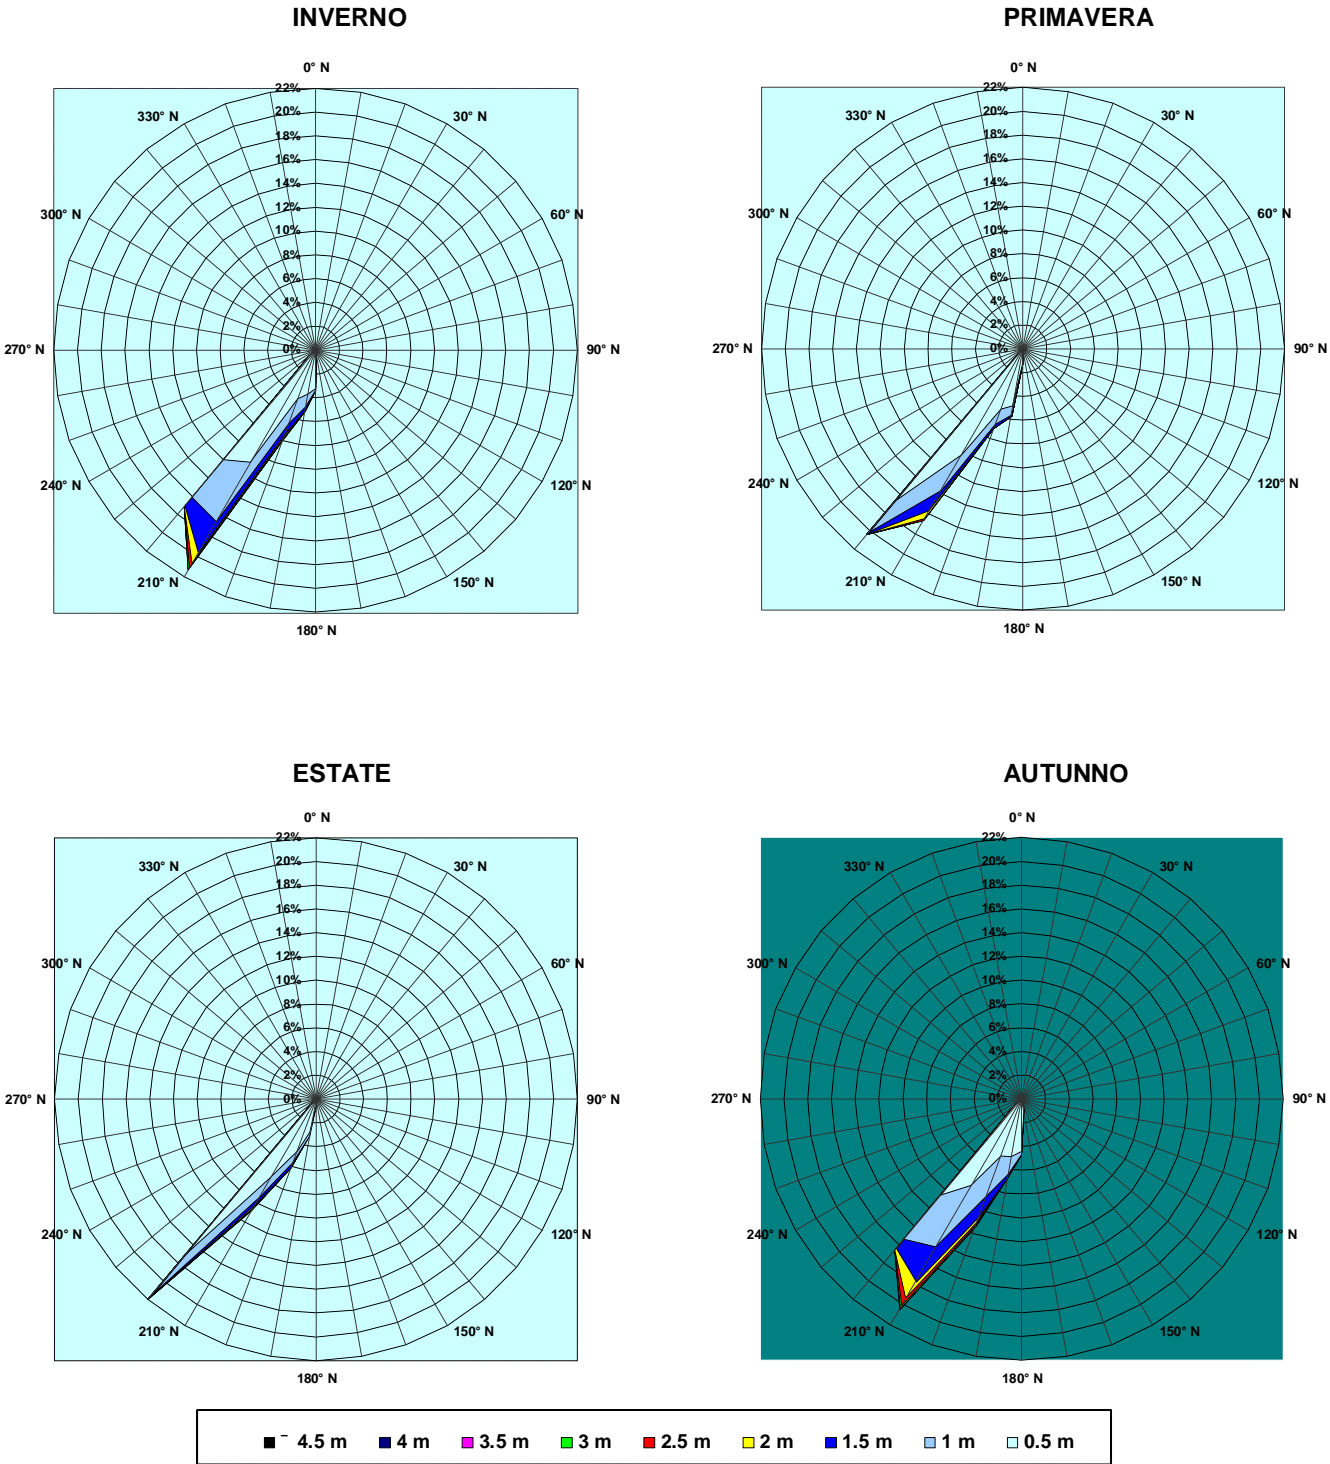 INVERNO
0° N
22%
20%
18%
16%
14%
12%
10%
8%
6%
4%
2%
0%
30° N
60° N
90° N
120° N
150° N
180° N
210° N
240° N
270° N
300° N
330° N
PRIMAVERA
0° N
22%
20%
18%
16%
14%
12%
10%
8%
6%
4%
2%
0%
30° N
60° N
90° N
120° N
150° N
180° N
210° N
240° N
270° N
300° N
330° N
ESTATE
0° N
22%
20%
18%
16%
14%
12%
10%
8%
6%
4%
2%
0%
30° N
60° N
90° N
120° N
150° N
180° N
210° N
240° N
270° N
300° N
330° N
AUTUNNO
0° N
22%
20%
18%
16%
14%
12%
10%
8%
6%
4%
2%
0%
30° N
60° N
90° N
120° N
150° N
180° N
210° N
240° N
270° N
300° N
330° N
¯ 4.5 m 4 m 3.5 m 3 m 2.5 m 2 m 1.5 m 1 m 0.5 m